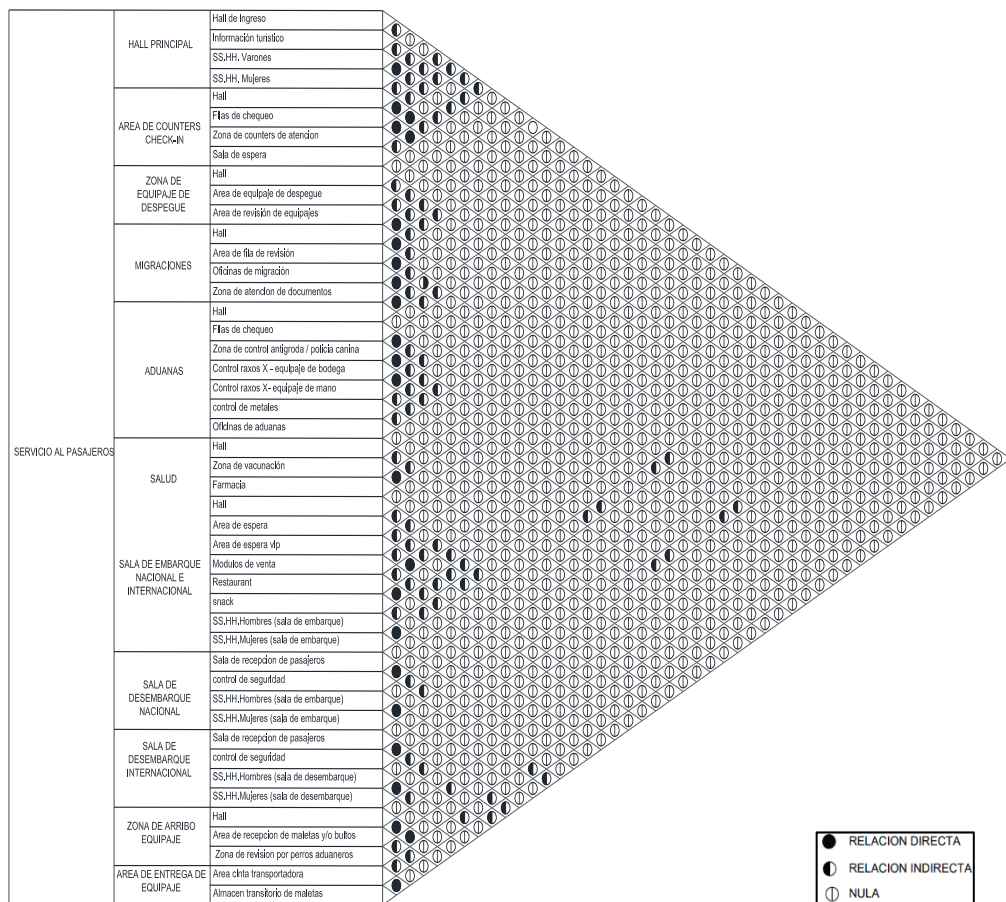 SERVICIO AL PASAJEROS
HALL PRINCIPAL
Hall de Ingreso
Información turístico
SS.HH. Varones
SS.HH. Mujeres
AREA DE COUNTERS
CHECK-IN
Hall
Filas de chequeo
Zona de counters de atencion
Sala de espera
ZONA DE
EQUIPAJE DE
DESPEGUE
Hall
Area de equipaje de despegue
Area de revisión de equipajes
MIGRACIONES
Hall
Area de fila de revisión
Oficinas de migración
Zona de atencion de documentos
ADUANAS
Hall
Filas de chequeo
Zona de control antigroda / policia canina
Control raxos X - equipaje de bodega
Control raxos X- equipaje de mano
control de metales
Oficinas de aduanas
SALUD
Hall
Zona de vacunación
Farmacia
SALA DE EMBARQUE
NACIONAL E
INTERNACIONAL
Hall
Area de espera
Area de espera vip
Modulos de venta
Restaurant
snack
SS.HH.Hombres (sala de embarque)
SS.HH.Mujeres (sala de embarque)
SALA DE
DESEMBARQUE
NACIONAL
Sala de recepcion de pasajeros
control de seguridad
SS.HH.Hombres (sala de embarque)
SS.HH.Mujeres (sala de embarque)
SALA DE
DESEMBARQUE
INTERNACIONAL
Sala de recepcion de pasajeros
control de seguridad
SS.HH.Hombres (sala de desembarque)
SS.HH.Mujeres (sala de desembarque)
ZONA DE ARRIBO
EQUIPAJE
Hall
Area de recepcion de maletas y/o bultos
Zona de revision por perros aduaneros
AREA DE ENTREGA DE
EQUIPAJE
Area cinta transportadora
Almacen transitorio de maletas
RELACION DIRECTA
RELACION INDIRECTA
NULA